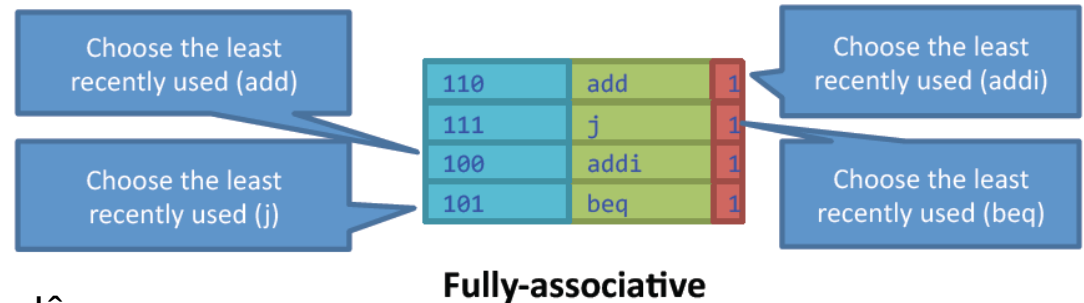 Choose the least
recently used (add)
Choose the least
recently used (j)
110 add 1
111 j 1
100 addi 1
101 beq 1
Choose the least
recently used (addi)
Choose the least
recently used (beq)
Fully-associative